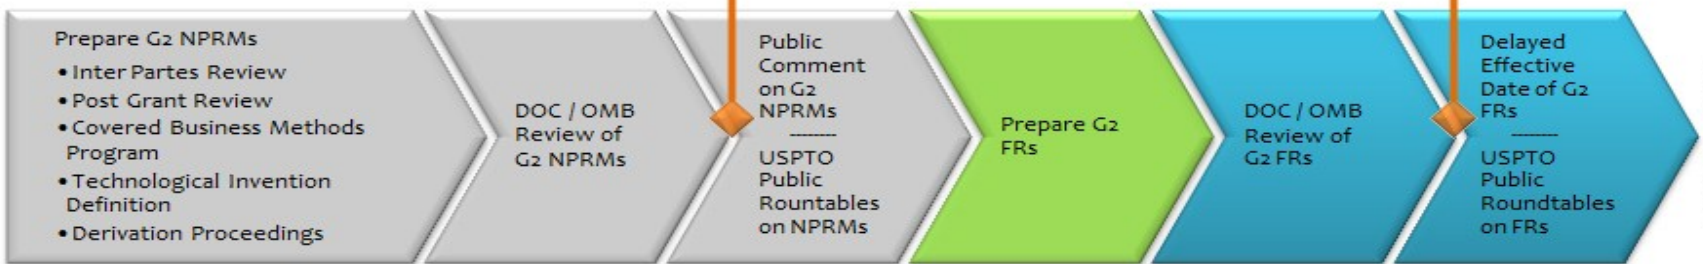 Prepare G2 NPRMs
•Inter Partes Review
•Post Grant Review
•Covered Business Methods
Program
•Technological Invention
Definition
•Derivation Proceedings
DOC / OMB
Review of
G2 NPRMs
Public
Comment
on G2
NPRMs
--------
USPTO
Public
Rountables
on NPRMs
Prepare G2
FRs
DOC / OMB
Review of
G2 FRs
Delayed
Effective
Date of G2
FRs
--------
USPTO
Public
Roundtables
on FRs